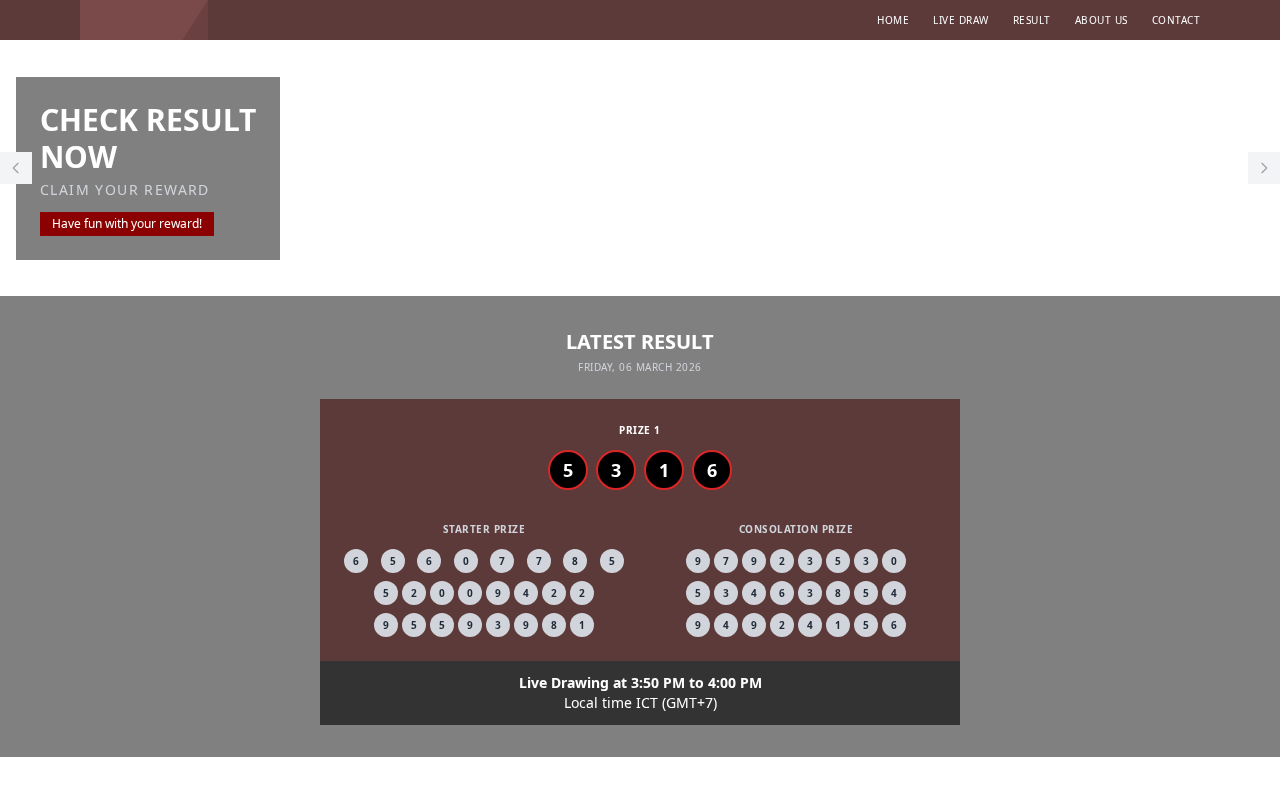 HOME LIVE DRAW RESULT ABOUT US CONTACT
CHECK RESULT
NOW
CLAIM YOUR REWARD
Have fun with your reward!
LATEST RESULT
FRIDAY, 06 MARCH 2026
PRIZE 1
5 3 1 6
STARTER PRIZE
6 5 6 0 7 7 8 5
5 2 0 0 9 4 2 2
9 5 5 9 3 9 8 1
CONSOLATION PRIZE
9 7 9 2 3 5 3 0
5 3 4 6 3 8 5 4
9 4 9 2 4 1 5 6
Live Drawing at 3:50 PM to 4:00 PM
Local time ICT (GMT+7)